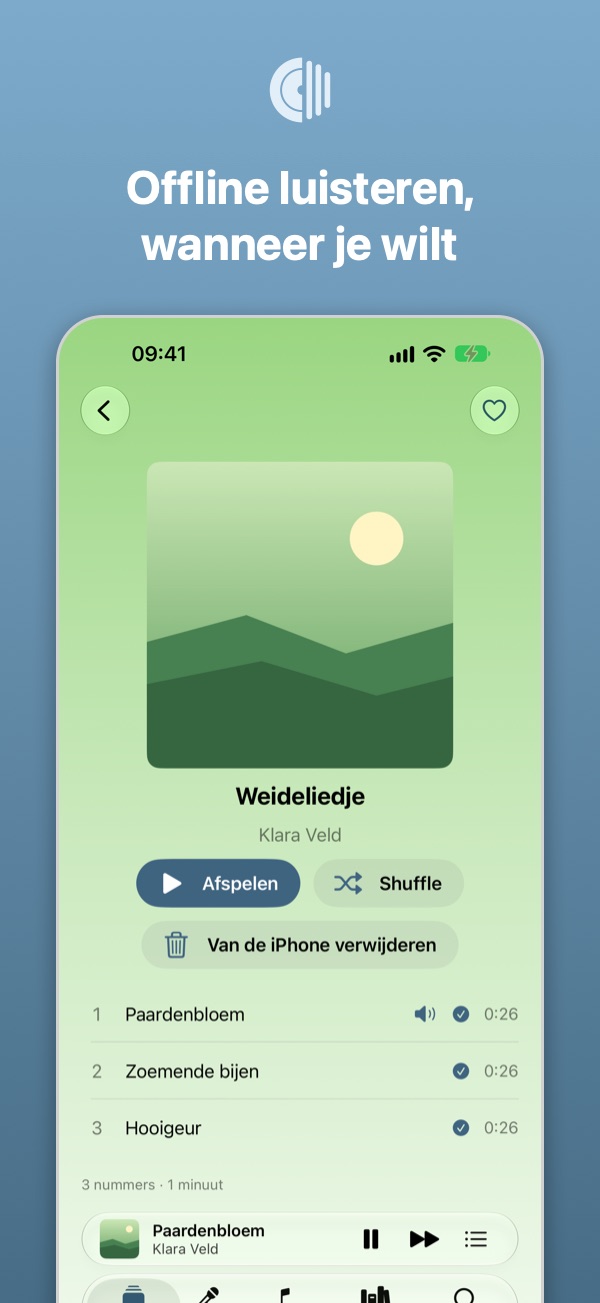 Offline luisteren,
wanneer je wilt
09:41
Weideliedje
Klara Veld
Afspelen
Shuffle
Van de iPhone verwijderen
1 Paardenbloem 0:26
2 Zoemende bijen 0:26
3 Hooigeur 0:26
3 nummers · 1 minuut
Paardenbloem
Klara Veld